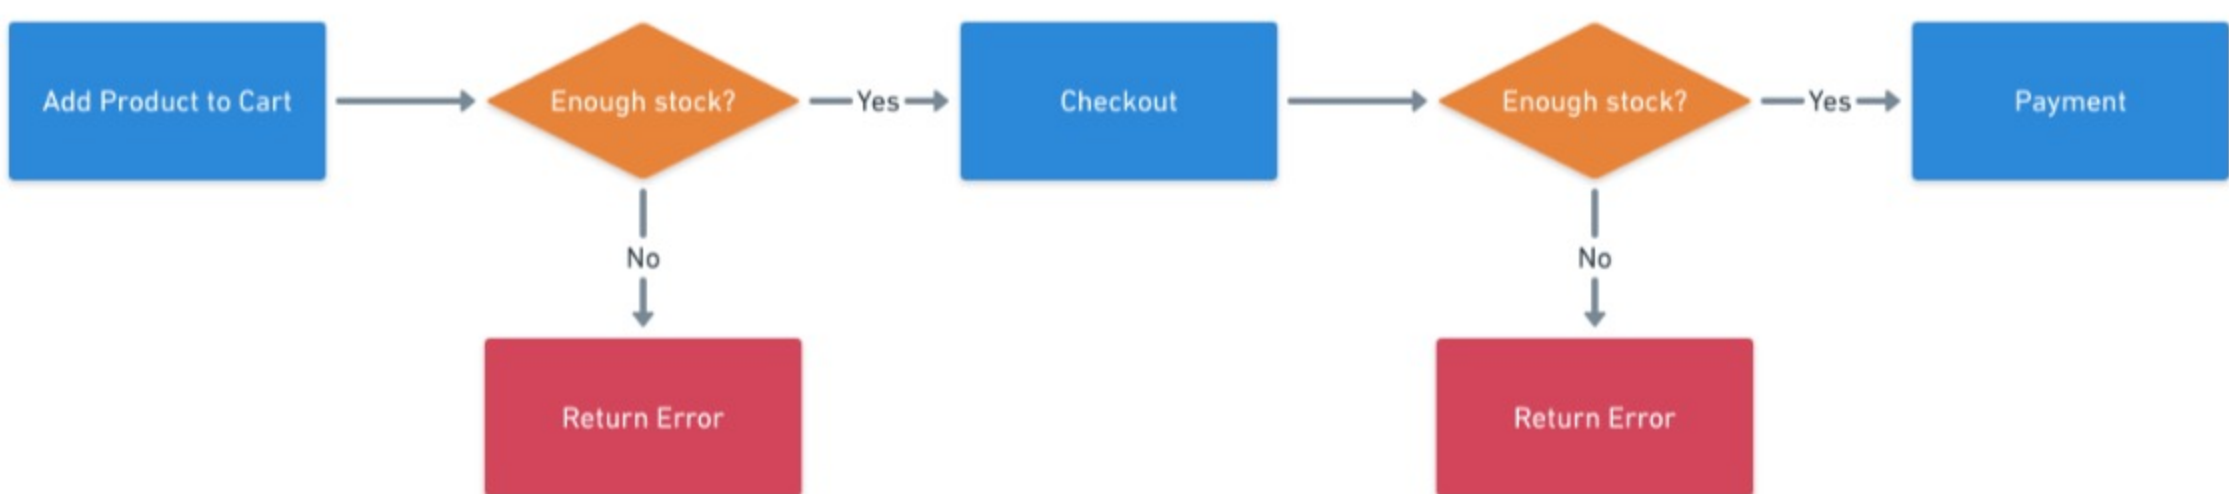 Add Product to Cart
Enough stock?
Yes
Checkout
Enough stock?
Yes
Payment
No
No
Return Error
Return Error